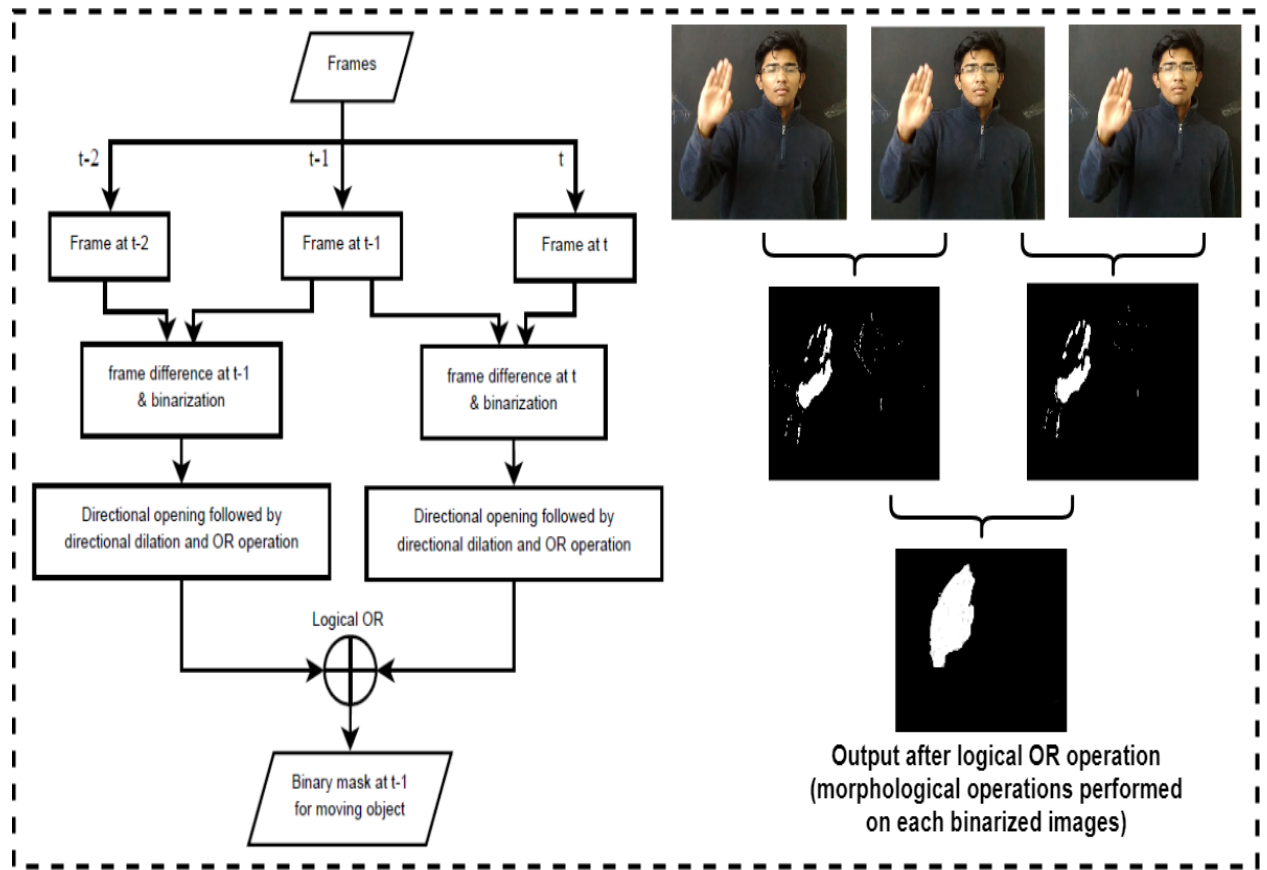 Frames
t-2
t-1
t
Frame at t-2
Frame at t-1
Frame at t
frame difference at t-1
& binarization
frame difference at t
& binarization
Directional opening followed by
directional dilation and OR operation
Directional opening followed by
directional dilation and OR operation
Logical OR
Binary mask at t-1
for moving object
Output after logical OR operation
(morphological operations performed
on each binarized images)